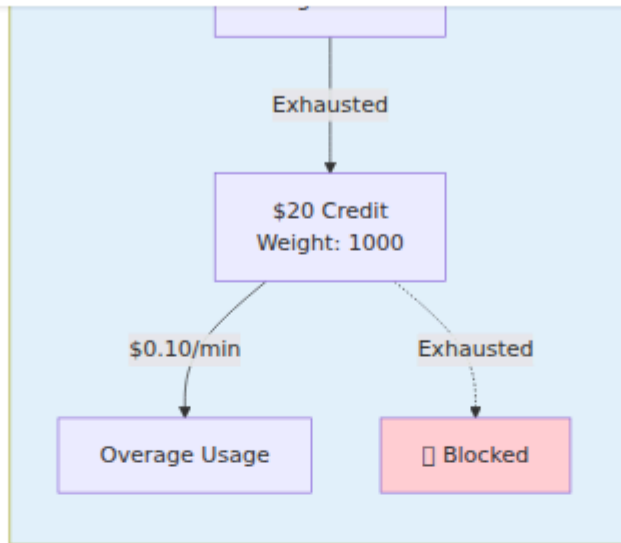 Exhausted
$20 Credit
Weight: 1000
$0.10/min
Exhausted
Overage Usage
Blocked